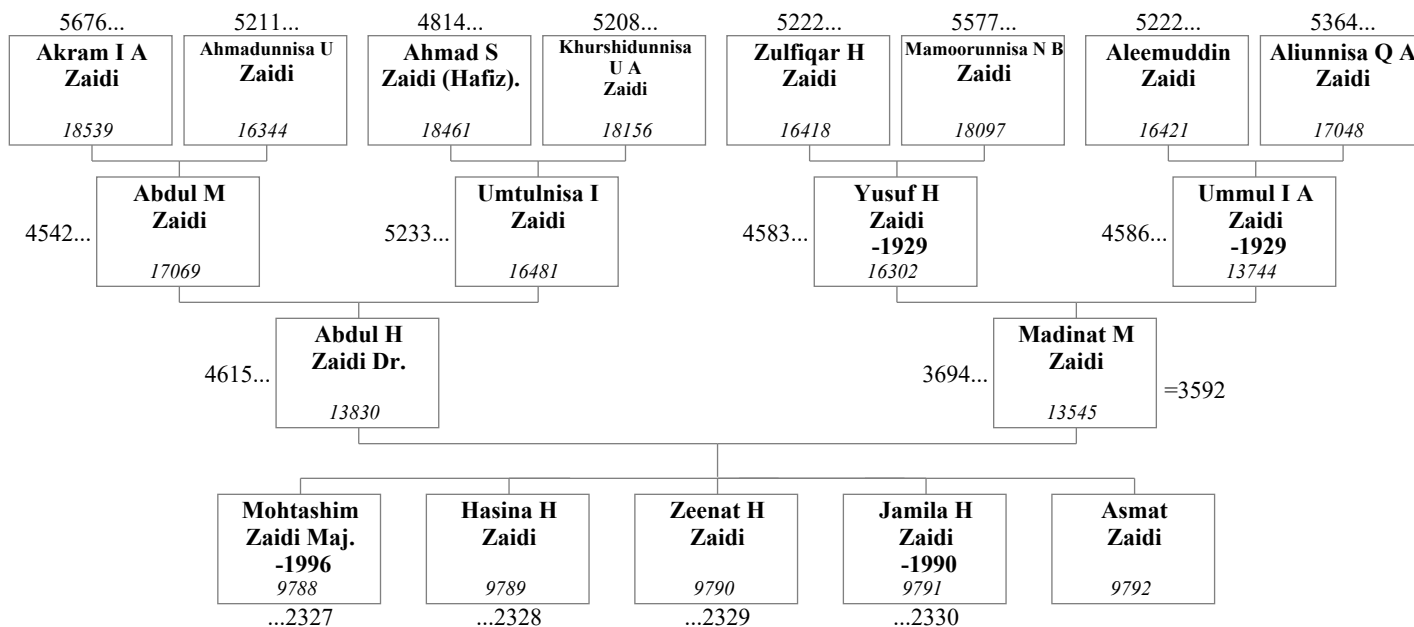 5676... 5211... 4814... 5208... 5222... 5577... 5222... 5364...
Akram I A
Zaidi
18539
Ahmadunnisa U
Zaidi
16344
Ahmad S
Zaidi (Hafiz).
18461
Khurshidunnisa
U A
Zaidi
18156
Zulfiqar H
Zaidi
16418
Mamoorunnisa N B
Zaidi
18097
Aleemuddin
Zaidi
16421
Aliunnisa Q A
Zaidi
17048
4542...
Abdul M
Zaidi
17069
5233...
Umtulnisa I
Zaidi
16481
4583...
Yusuf H
Zaidi
-1929
16302
4586...
Ummul I A
Zaidi
-1929
13744
4615...
Abdul H
Zaidi Dr.
13830
3694...
Madinat M
Zaidi
13545
=3592
Mohtashim
Zaidi Maj.
-1996
9788
...2327
Hasina H
Zaidi
9789
...2328
Zeenat H
Zaidi
9790
...2329
Jamila H
Zaidi
-1990
9791
...2330
Asmat
Zaidi
9792